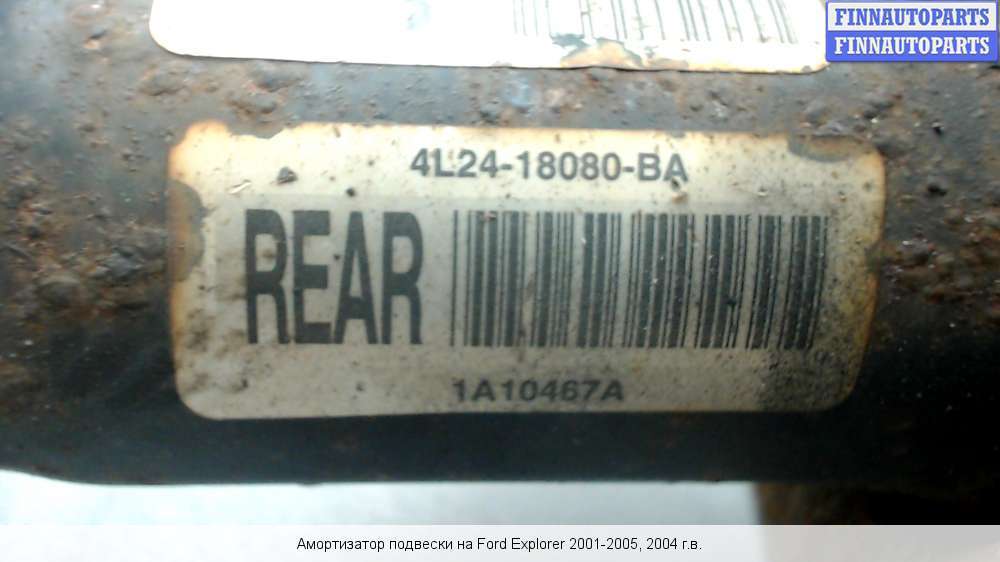 FINNAUTOPARTS
FINNAUTOPARTS
4L24-18080-BA
REAR
1A10467A
Амортизатор подвески на Ford Explorer 2001-2005, 2004 г.в.